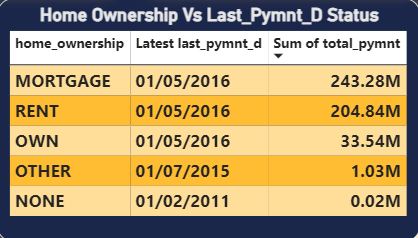 Home Ownership Vs Last_Pymnt_D Status
home_ownership Latest last_pymnt_d Sum of total_pymnt
MORTGAGE 01/05/2016 243.28M
RENT 01/05/2016 204.84M
OWN 01/05/2016 33.54M
OTHER 01/07/2015 1.03M
NONE 01/02/2011 0.02M